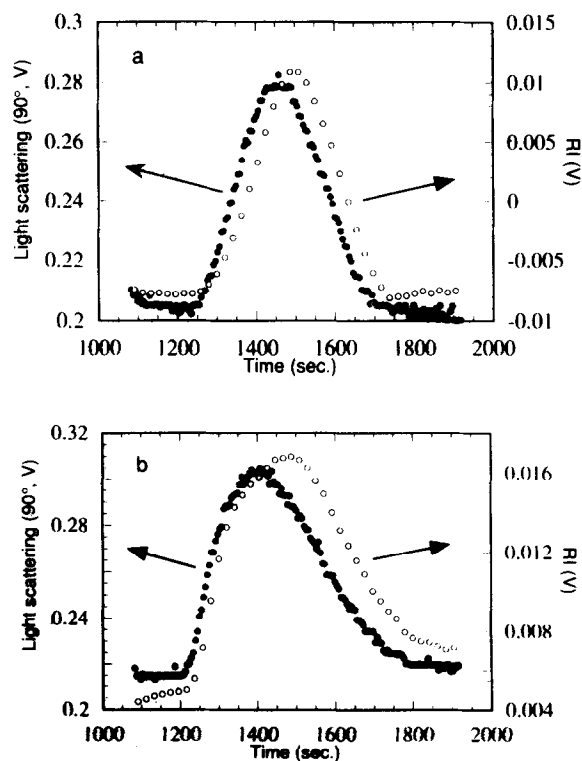 a
Light scattering (90°, V)
0.3
0.28
0.26
0.24
0.22
0.2
0.015
0.01
0.005
0
-0.005
-0.01
RI (V)
1000 1200 1400 1600 1800 2000
Time (sec.)
b
Light scattering (90°, V)
0.32
0.28
0.24
0.2
0.016
0.012
0.008
0.004
RI (V)
1000 1200 1400 1600 1800 2000
Time (sec.)